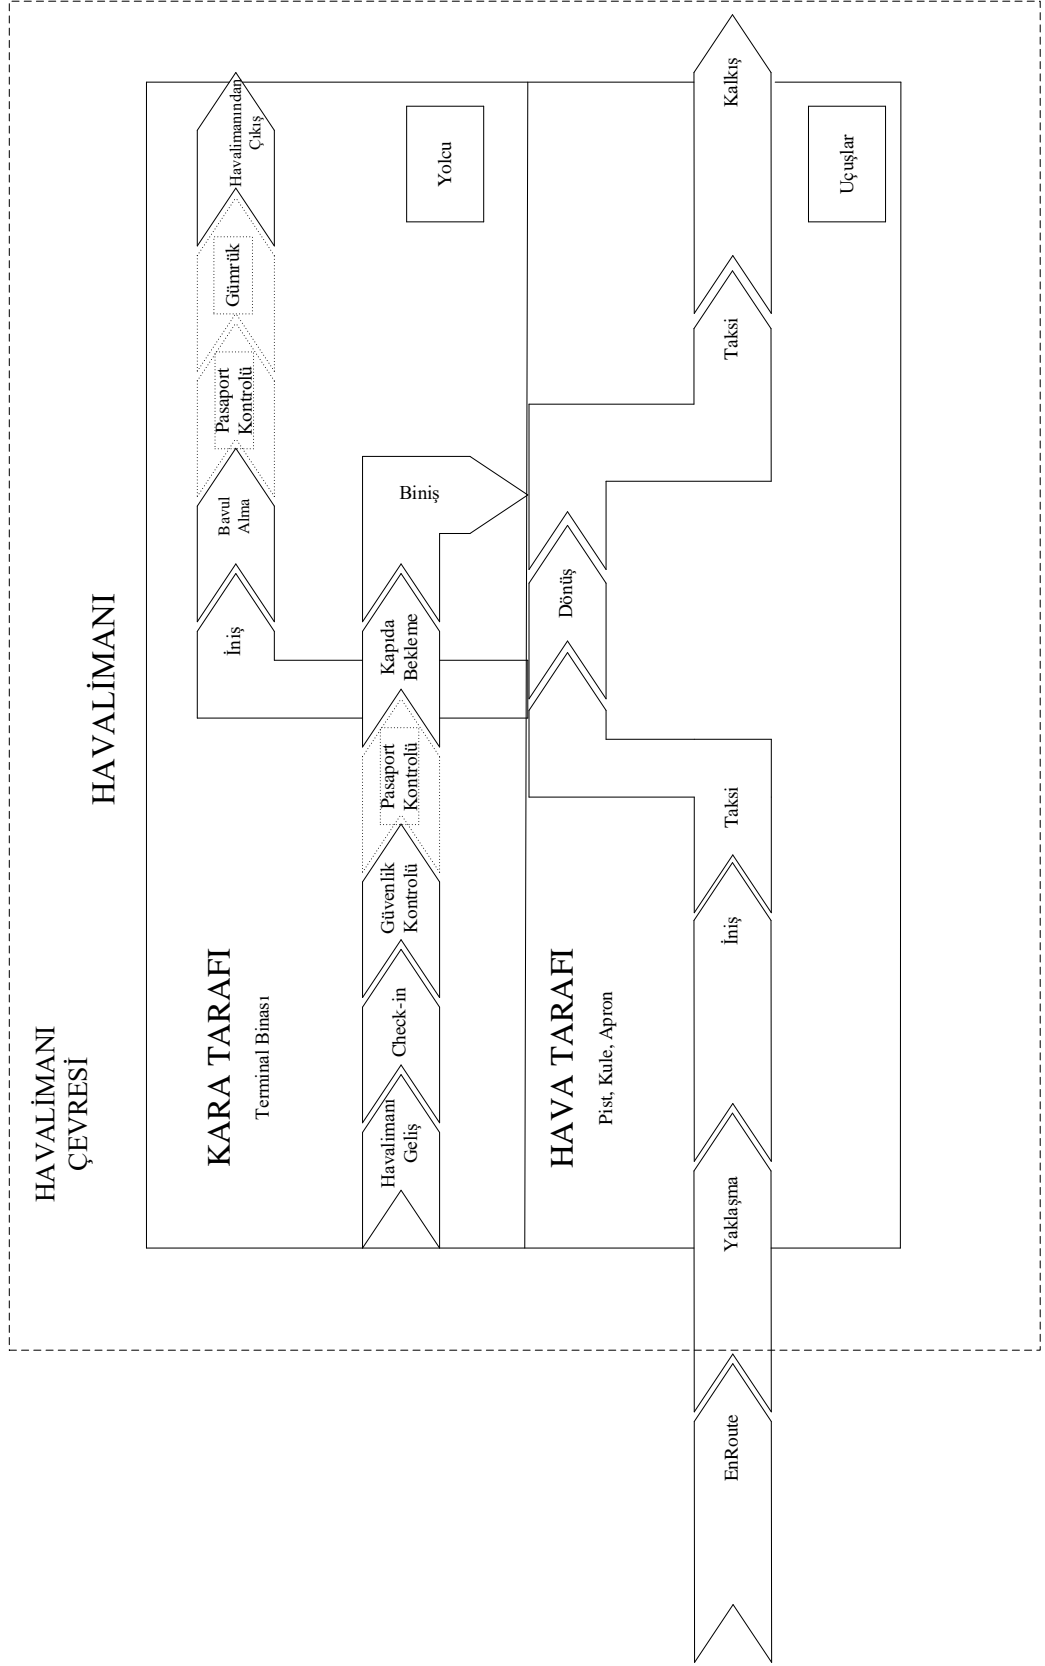 HAVALİMANI
ÇEVRESİ
HAVALİMANI
KARA TARAFI
Terminal Binası
İniş
Bavul
Alma
Pasaport
Kontrolü
Gümrük
Havalimanından
Çıkış
Havalimanı
Geliş
Check-in
Güvenlik
Kontrolü
Pasaport
Kontrolü
Kapıda
Bekleme
Biniş
Yolcu
HAVA TARAFI
Pist, Kule, Apron
Dönüş
EnRoute
Yaklaşma
İniş
Taksi
Taksi
Kalkış
Uçuşlar